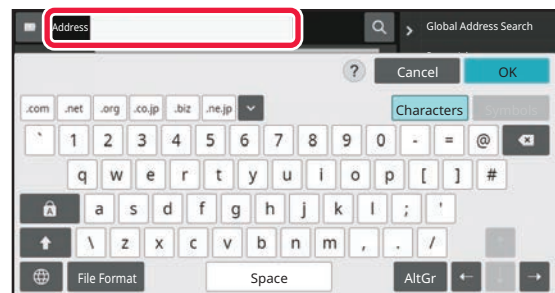 Address
Global Address Search
? Cancel OK
.com .net .org .co.jp .biz .ne.jp Characters Symbols
` 1 2 3 4 5 6 7 8 9 0 - = @
q w e r t y u i o p [ ] #
A a s d f g h j k l ; '
\ z x c v b n m , . /
File Format Space AltGr